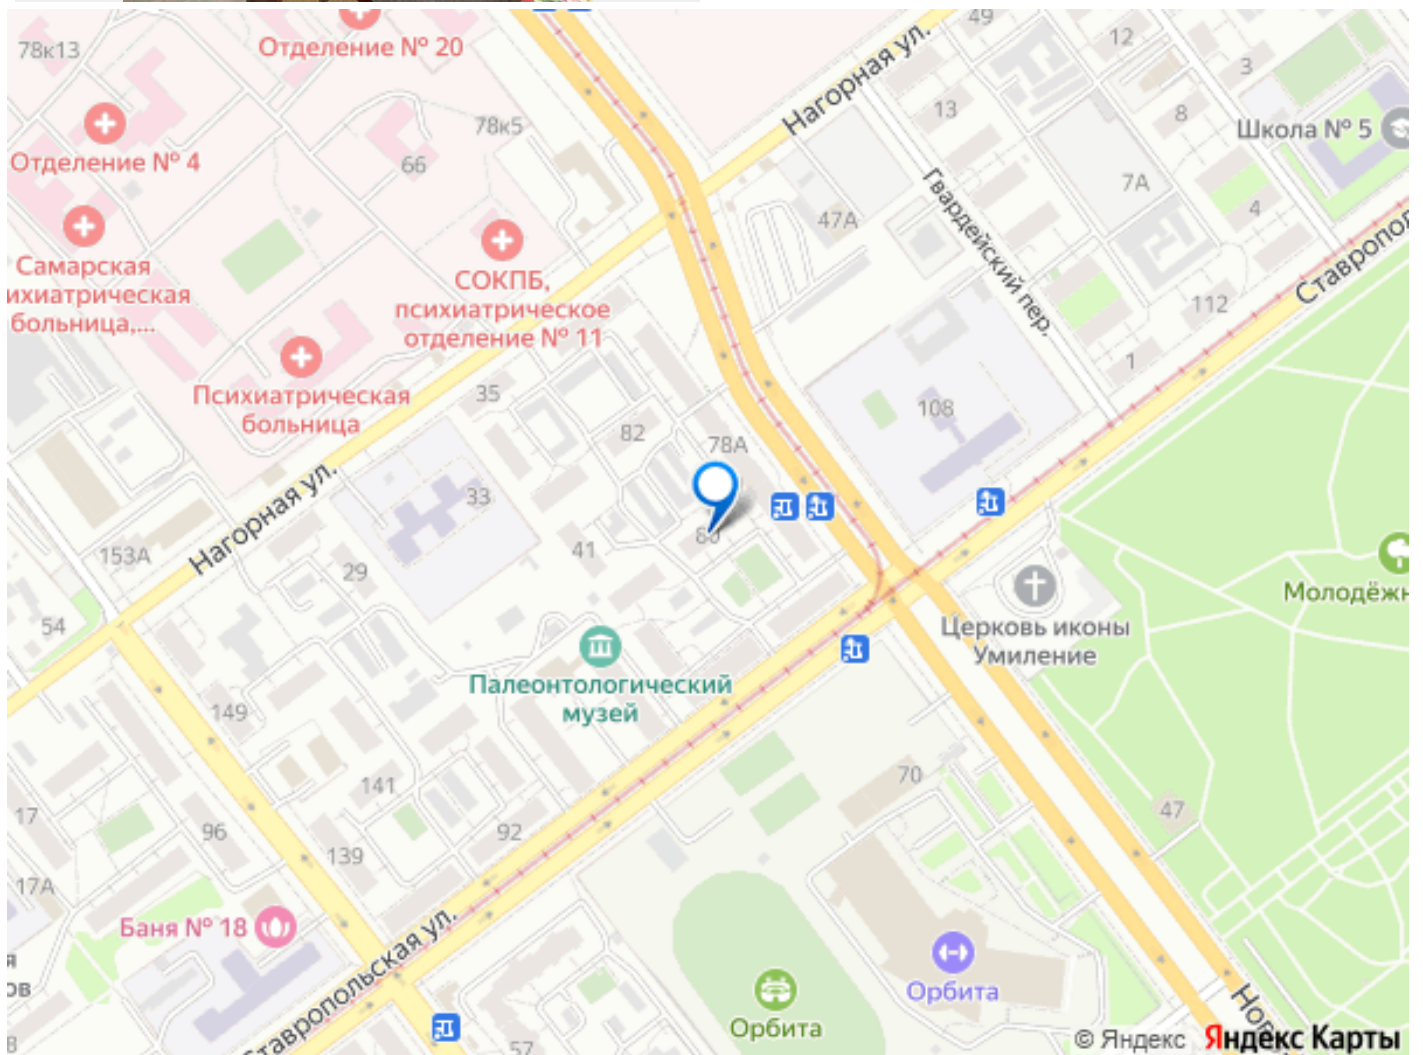 78к13
Отделение № 20
49
12
3
Нагорная ул.
13
8
Школа № 5
Отделение № 4
78к5
66
7А
Гвардейский пер.
4
47А
Самарская
ихиатрическая
больница,...
СОКПБ,
психиатрическое
отделение № 11
Ставропол
112
1
Психиатрическая
больница
35
82
78А
108
33
Нагорная ул.
153А
41
29
54
Молодёжн
Церковь иконы
Умиление
Палеонтологический
музей
149
141
70
47
17
96
92
139
17А
Баня № 18
я
ов
Ставропольская ул.
Орбита
Орбита
57
8
Нов
© Яндекс Яндекс Карты